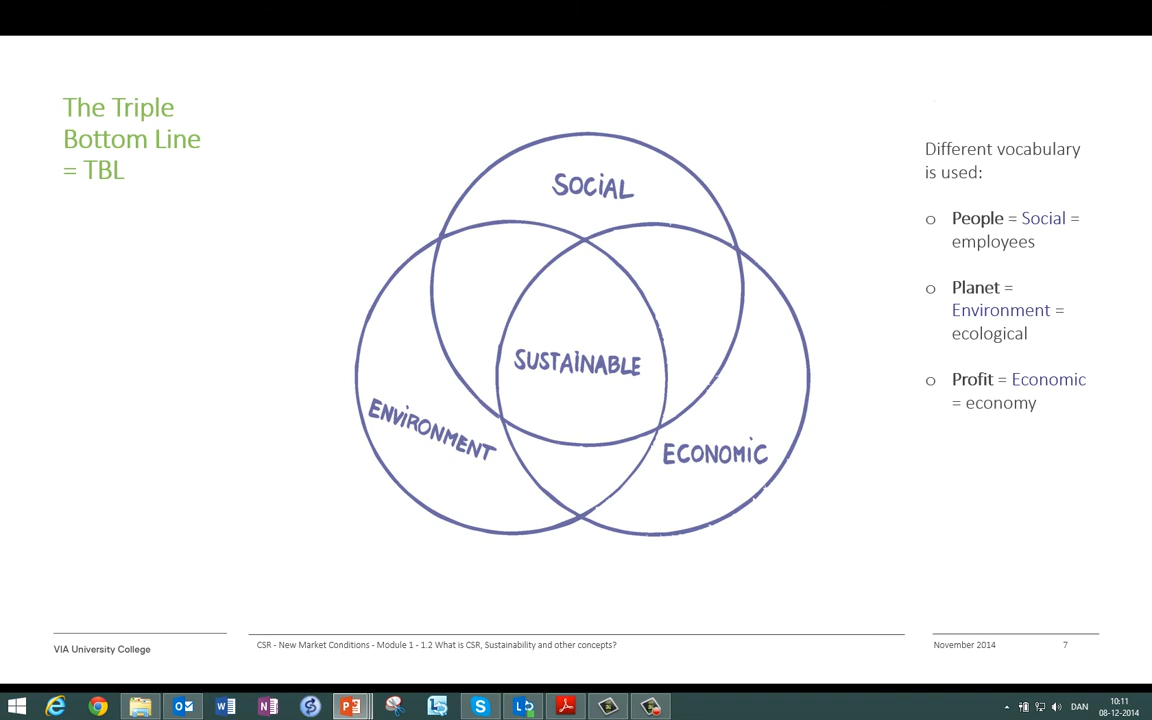 The Triple
Bottom Line
= TBL
SOCIAL
SUSTAINABLE
ENVIRONMENT
ECONOMIC
Different vocabulary
is used:
o People = Social =
employees
o Planet =
Environment =
ecological
o Profit = Economic
= economy
VIA University College
CSR - New Market Conditions - Module 1 - 1.2 What is CSR, Sustainability and other concepts?
November 2014
7
DAN
10:11
08-12-2014